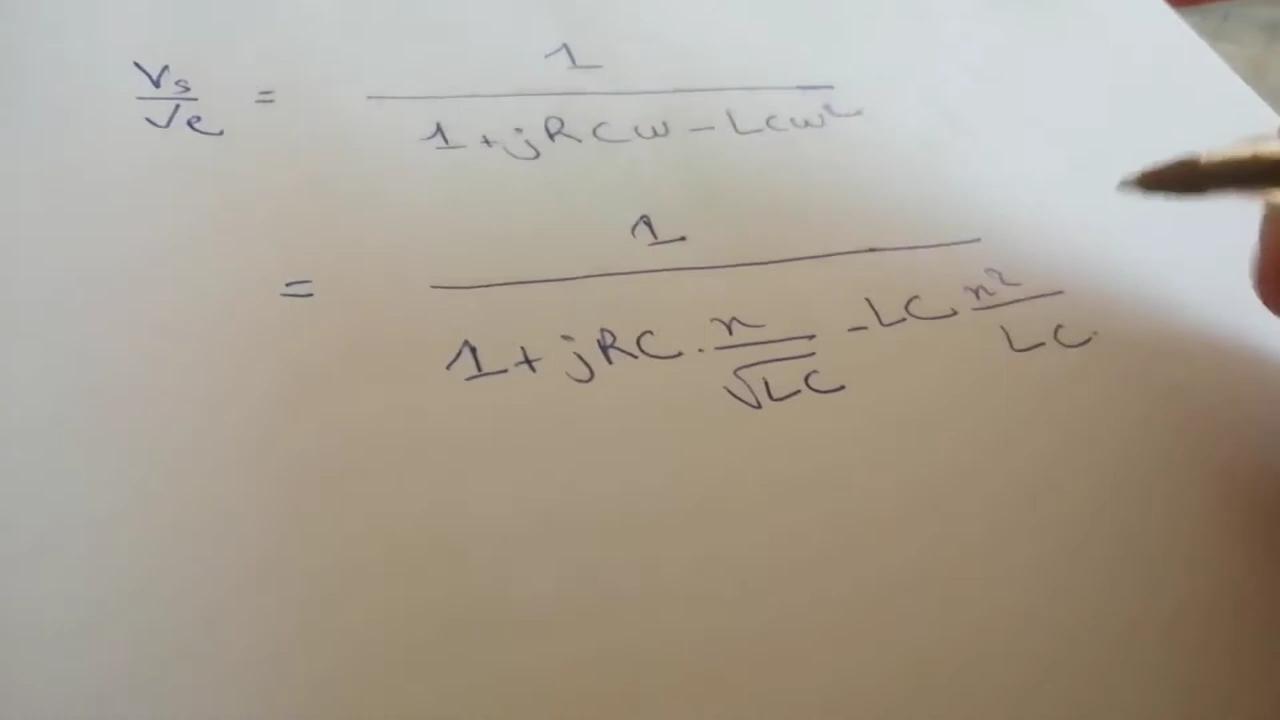 Vs/Ve = 1/(1+jRCω-LCω²)
= 1/(1+jRC.x/√LC -LC x²/LC)